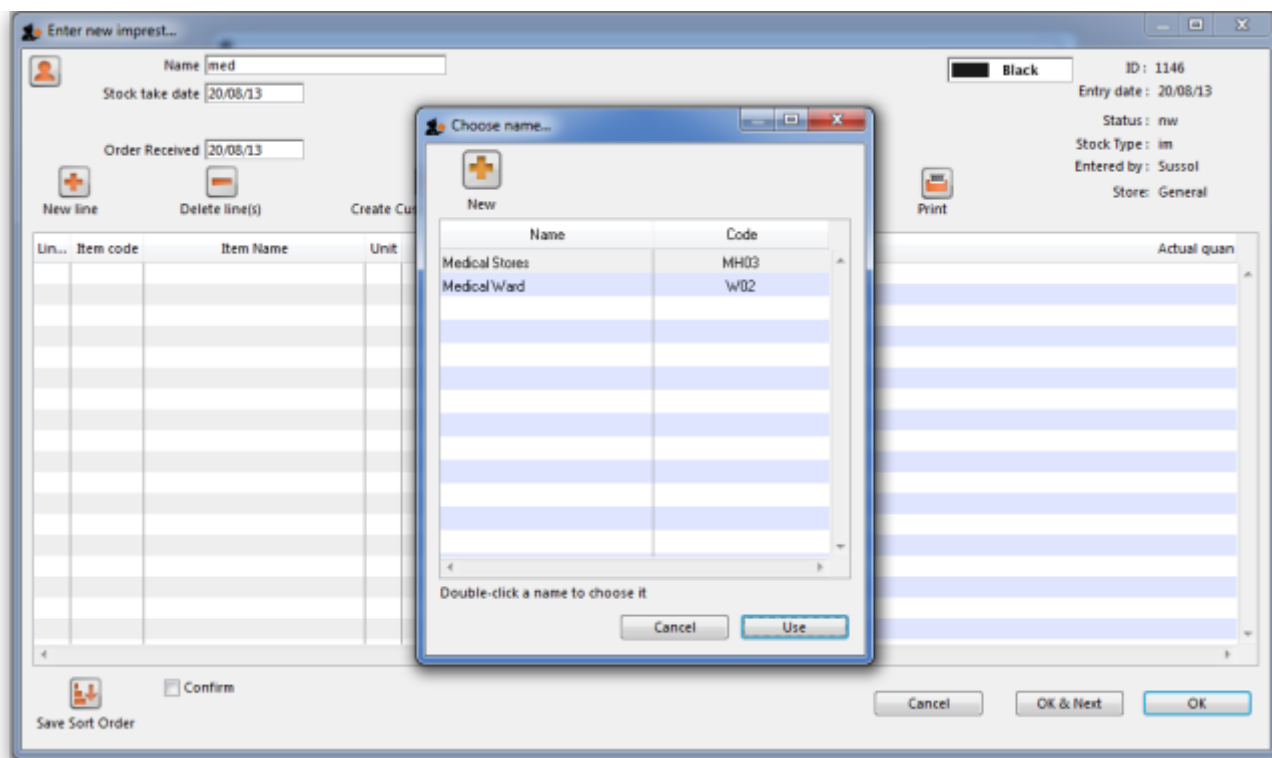 Enter new imprest...
Name med
Stock take date 20/08/13
Order Received 20/08/13
Black
ID : 1146
Entry date : 20/08/13
Status : nw
Stock Type : im
Entered by : Sussol
Store: General
New line
Delete line(s)
Create Cus
Print
Lin... Item code Item Name Unit Actual quan
Choose name...
New
Name Code
Medical Stores MH03
Medical Ward W02
Double-click a name to choose it
Cancel Use
Save Sort Order
Confirm
Cancel OK & Next OK